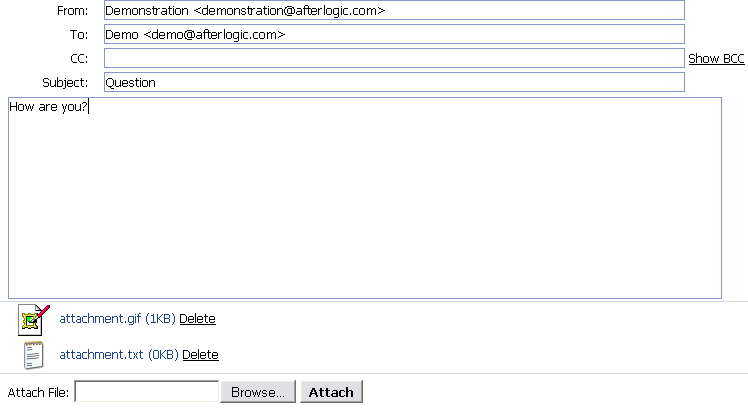 From: Demonstration <demonstration@afterlogic.com>
To: Demo <demo@afterlogic.com>
CC: Show BCC
Subject: Question
How are you?
attachment.gif (1KB) Delete
attachment.txt (0KB) Delete
Attach File: Browse... Attach